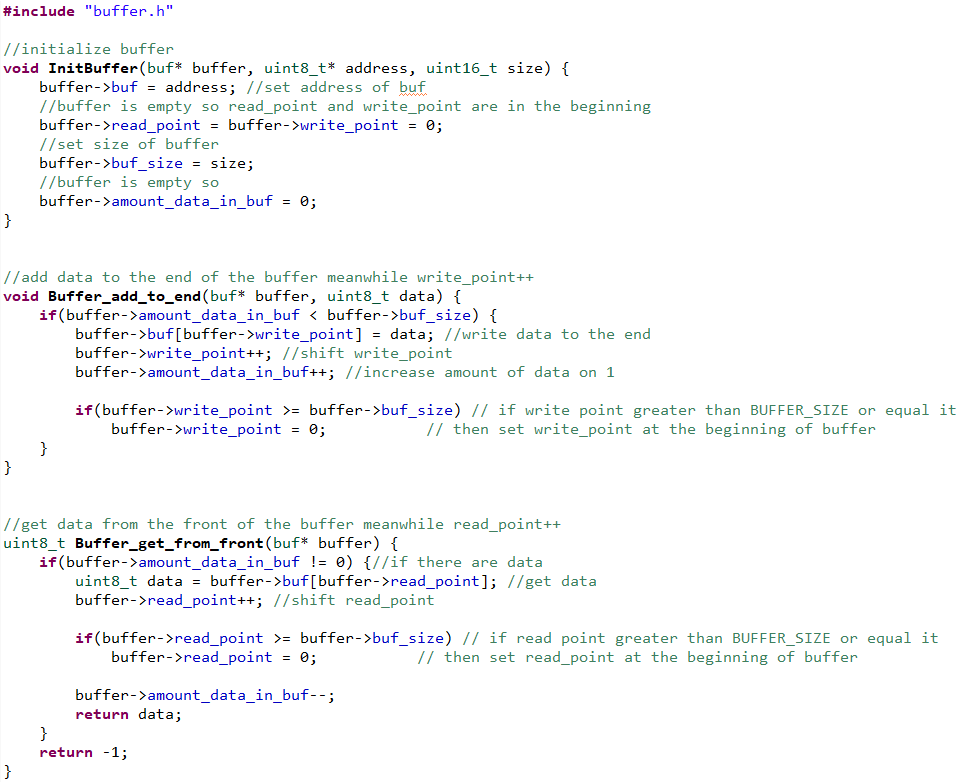 #include "buffer.h"

//initialize buffer
void InitBuffer(buf* buffer, uint8_t* address, uint16_t size) {
    buffer->buf = address; //set address of buf
    //buffer is empty so read_point and write_point are in the beginning
    buffer->read_point = buffer->write_point = 0;
    //set size of buffer
    buffer->buf_size = size;
    //buffer is empty so
    buffer->amount_data_in_buf = 0;
}


//add data to the end of the buffer meanwhile write_point++
void Buffer_add_to_end(buf* buffer, uint8_t data) {
    if(buffer->amount_data_in_buf < buffer->buf_size) {
        buffer->buf[buffer->write_point] = data; //write data to the end
        buffer->write_point++; //shift write_point
        buffer->amount_data_in_buf++; //increase amount of data on 1

        if(buffer->write_point >= buffer->buf_size) // if write point greater than BUFFER_SIZE or equal it
            buffer->write_point = 0;           // then set write_point at the beginning of buffer
    }
}


//get data from the front of the buffer meanwhile read_point++
uint8_t Buffer_get_from_front(buf* buffer) {
    if(buffer->amount_data_in_buf != 0) {//if there are data
        uint8_t data = buffer->buf[buffer->read_point]; //get data
        buffer->read_point++; //shift read_point

        if(buffer->read_point >= buffer->buf_size) // if read point greater than BUFFER_SIZE or equal it
            buffer->read_point = 0;           // then set read_point at the beginning of buffer

        buffer->amount_data_in_buf--;
        return data;
    }
    return -1;
}